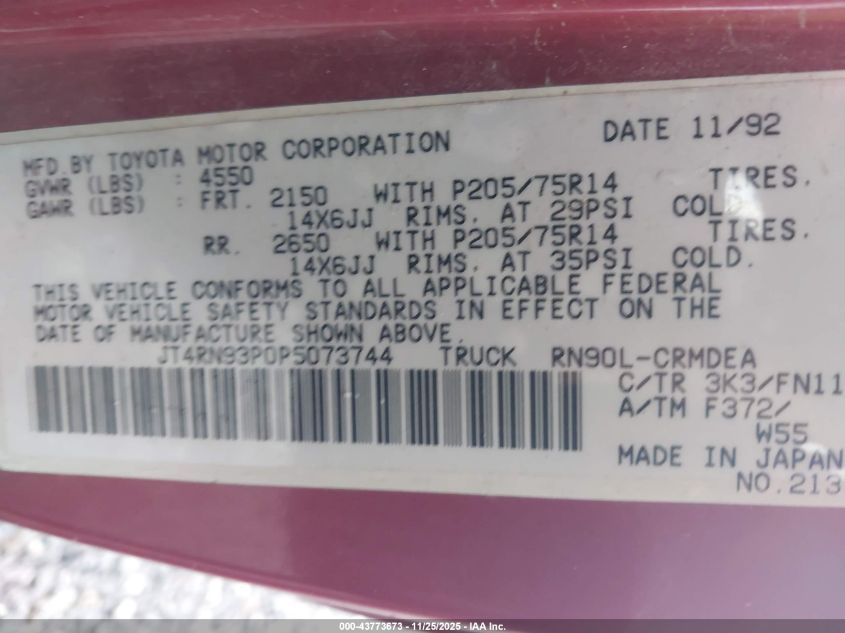 MFD.BY TOYOTA MOTOR CORPORATION DATE 11/92
GVWR (LBS) : 4550
GAWR (LBS) : FRT. 2150 WITH P205/75R14 TIRES.
14X6JJ RIMS. AT 29PSI COLD.
RR. 2650 WITH P205/75R14 TIRES.
14X6JJ RIMS. AT 35PSI COLD.
THIS VEHICLE CONFORMS TO ALL APPLICABLE FEDERAL
MOTOR VEHICLE SAFETY STANDARDS IN EFFECT ON THE
DATE OF MANUFACTURE SHOWN ABOVE.
JT4RN93P0P5073744 TRUCK RN90L-CRMDEA
C/TR 3K3/FN11
A/TM F372/
W55
MADE IN JAPAN
NO.213
000-43773673 - 11/25/2025 - IAA Inc.